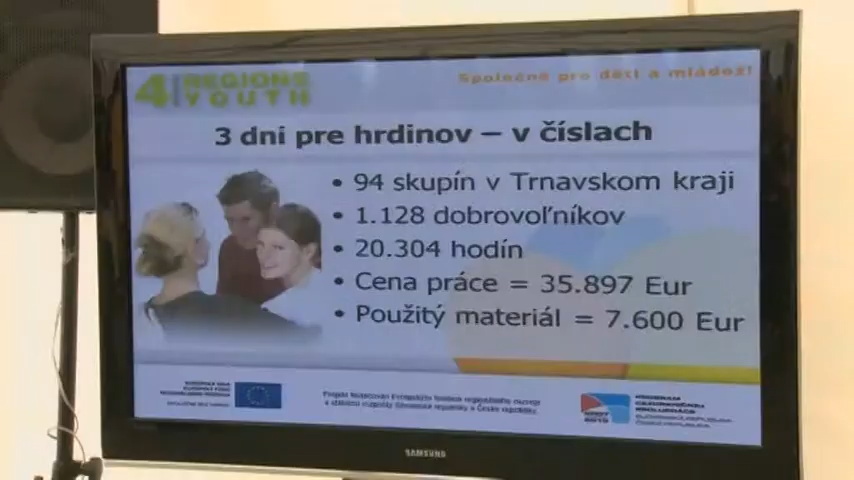 4 REGIONS
YOUTH
Společně pro děti a mládež!
3 dni pre hrdinov – v číslach
• 94 skupín v Trnavskom kraji
• 1.128 dobrovoľníkov
• 20.304 hodín
• Cena práce = 35.897 Eur
• Použitý materiál = 7.600 Eur
SAMSUNG